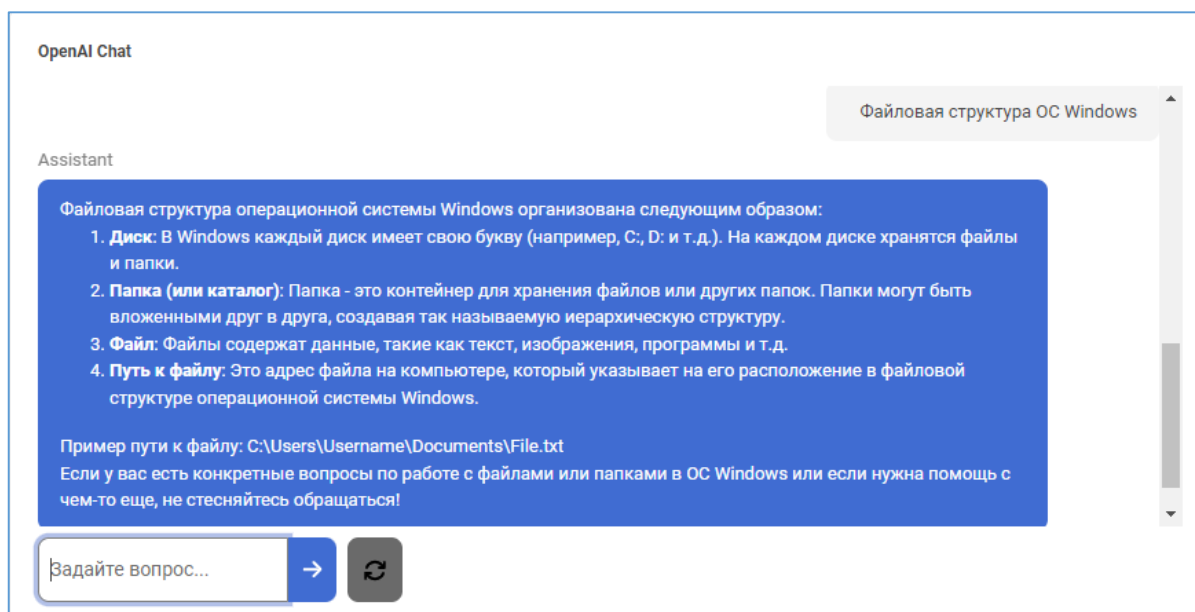 OpenAI Chat
Файловая структура ОС Windows
Assistant
Файловая структура операционной системы Windows организована следующим образом:
1. Диск: В Windows каждый диск имеет свою букву (например, C:, D: и т.д.). На каждом диске хранятся файлы
и папки.
2. Папка (или каталог): Папка - это контейнер для хранения файлов или других папок. Папки могут быть
вложенными друг в друга, создавая так называемую иерархическую структуру.
3. Файл: Файлы содержат данные, такие как текст, изображения, программы и т.д.
4. Путь к файлу: Это адрес файла на компьютере, который указывает на его расположение в файловой
структуре операционной системы Windows.
Пример пути к файлу: C:\Users\Username\Documents\File.txt
Если у вас есть конкретные вопросы по работе с файлами или папками в ОС Windows или если нужна помощь с
чем-то еще, не стесняйтесь обращаться!
Задайте вопрос...